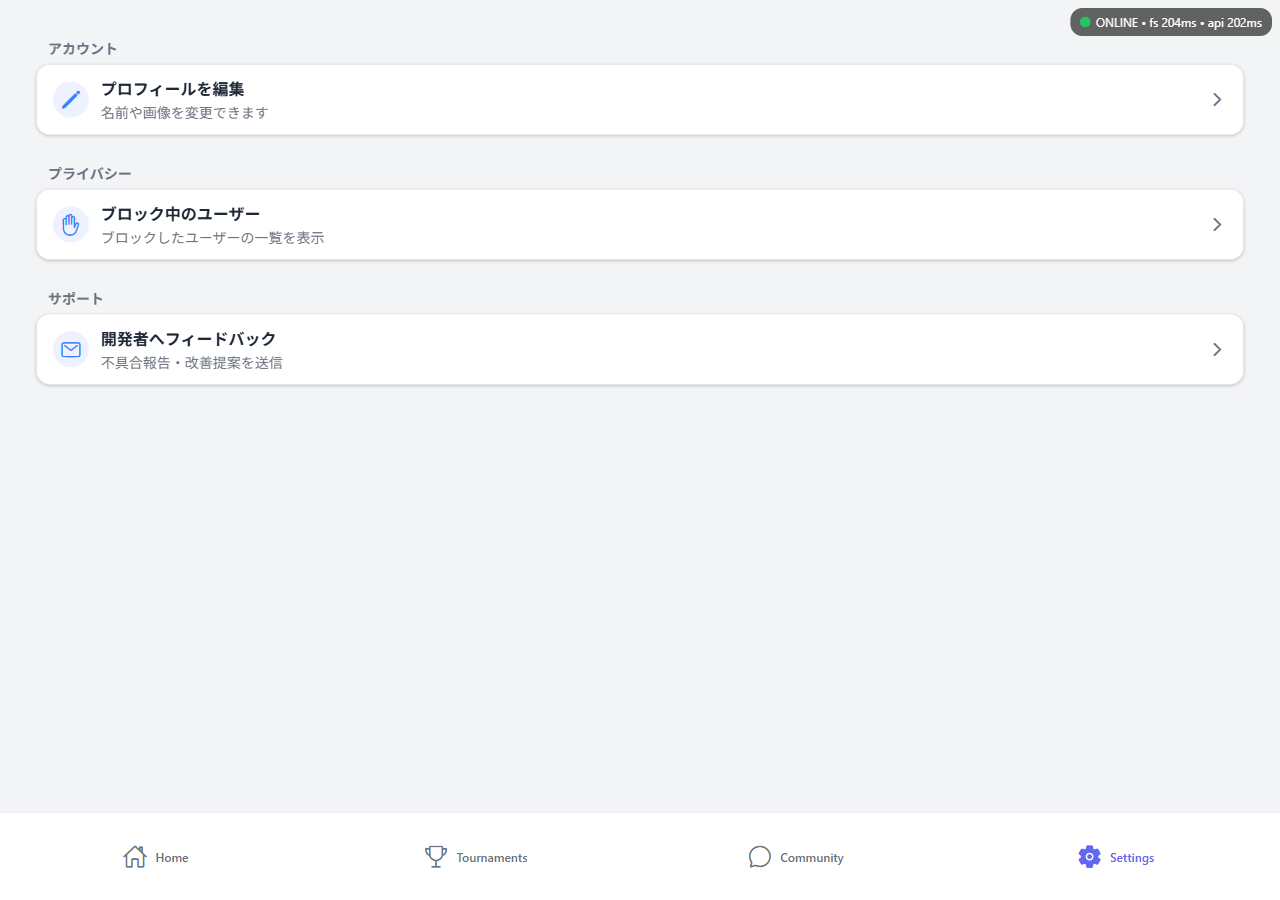 ONLINE • fs 204ms • api 202ms
アカウント
プロフィールを編集
名前や画像を変更できます
プライバシー
ブロック中のユーザー
ブロックしたユーザーの一覧を表示
サポート
開発者へフィードバック
不具合報告・改善提案を送信
Home
Tournaments
Community
Settings